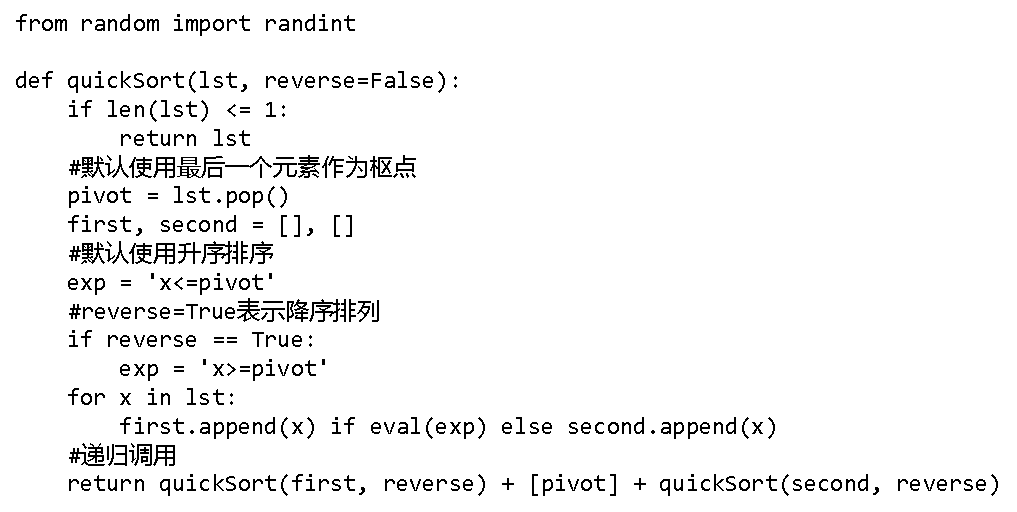 from random import randint
def quickSort(lst, reverse=False):
    if len(lst) <= 1:
        return lst
    #默认使用最后一个元素作为枢点
    pivot = lst.pop()
    first, second = [], []
    #默认使用升序排序
    exp = 'x<=pivot'
    #reverse=True表示降序排列
    if reverse == True:
        exp = 'x>=pivot'
    for x in lst:
        first.append(x) if eval(exp) else second.append(x)
    #递归调用
    return quickSort(first, reverse) + [pivot] + quickSort(second, reverse)